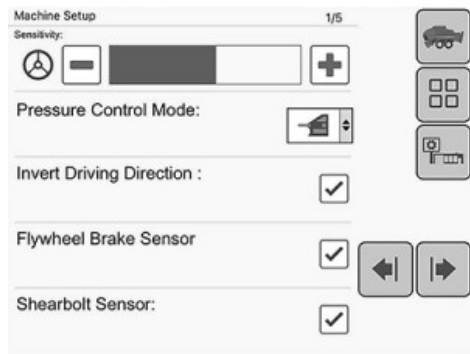 Machine Setup 1/5
Sensitivity:
Pressure Control Mode:
Invert Driving Direction :
Flywheel Brake Sensor
Shearbolt Sensor: